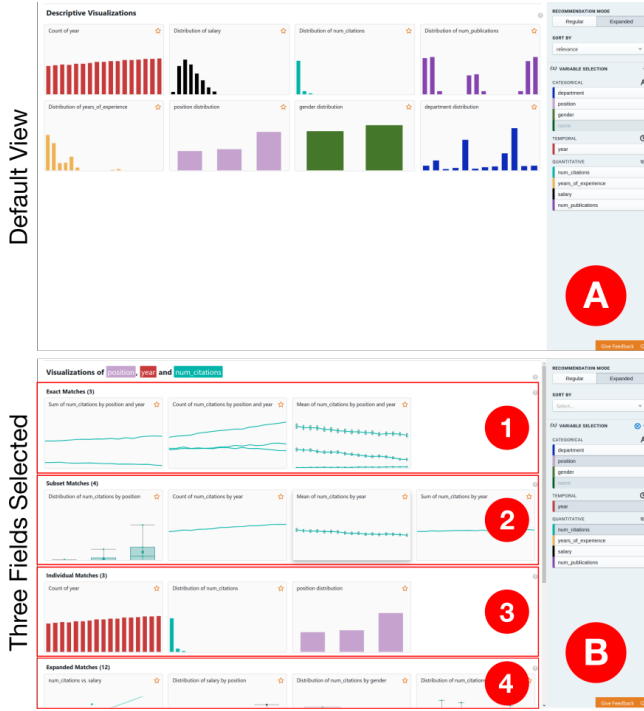 Default View
Descriptive Visualizations
Count of year
Distribution of salary
Distribution of num_citations
Distribution of num_publications
Distribution of years_of_experience
position distribution
gender distribution
department distribution
RECOMMENDATION MODE
Regular Expanded
SORT BY
relevance
VARIABLE SELECTION
CATEGORICAL A
department
position
gender
name
TEMPORAL
year
QUANTITATIVE
num_citations
years_of_experience
salary
num_publications
A
Give Feedback
Three Fields Selected
Visualizations of position, year and num_citations
Exact Matches (3)
Sum of num_citations by position and year
Count of num_citations by position and year
Mean of num_citations by position and year
1
Subset Matches (4)
Distribution of num_citations by position
Count of num_citations by year
Mean of num_citations by year
Sum of num_citations by year
2
Individual Matches (3)
Count of year
Distribution of num_citations
position distribution
3
Expanded Matches (12)
num_citations vs. salary
Distribution of salary by position
Distribution of num_citations by gender
4
RECOMMENDATION MODE
Regular Expanded
SORT BY
Select...
VARIABLE SELECTION
CATEGORICAL A
department
position
gender
name
TEMPORAL
year
QUANTITATIVE
num_citations
years_of_experience
salary
num_publications
B
Give Feedback